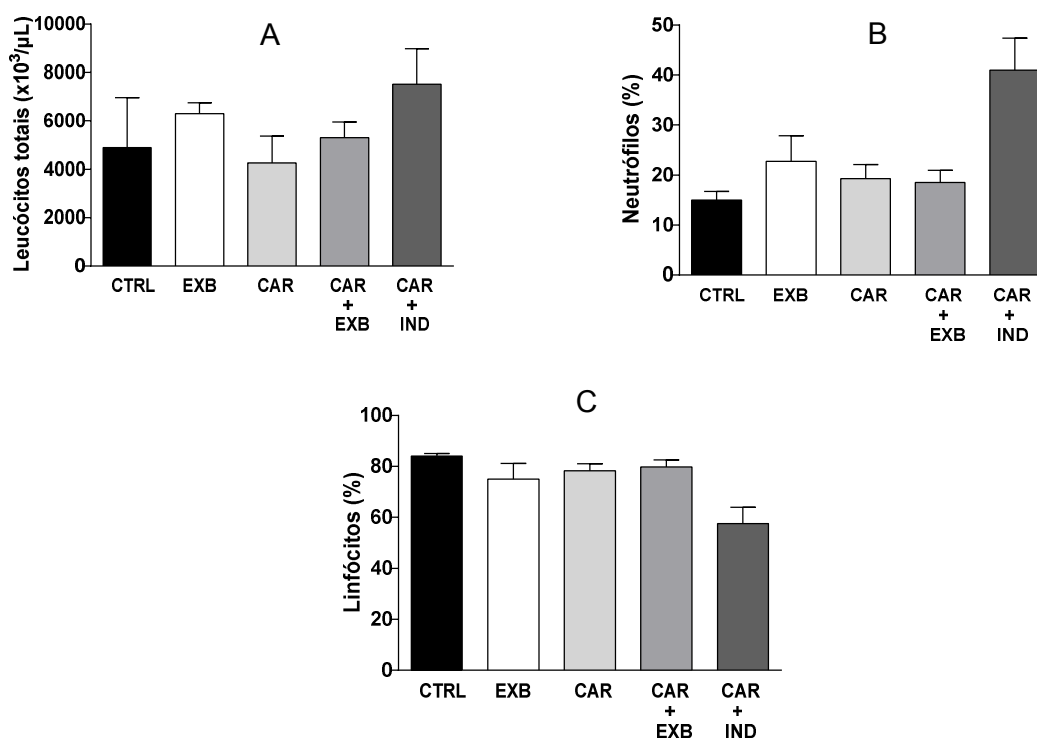 A
Leucócitos totais (x10³/µL)
10000
8000
6000
4000
2000
0
CTRL EXB CAR CAR + EXB CAR + IND
B
Neutrófilos (%)
50
40
30
20
10
0
CTRL EXB CAR CAR + EXB CAR + IND
C
Linfócitos (%)
100
80
60
40
20
0
CTRL EXB CAR CAR + EXB CAR + IND